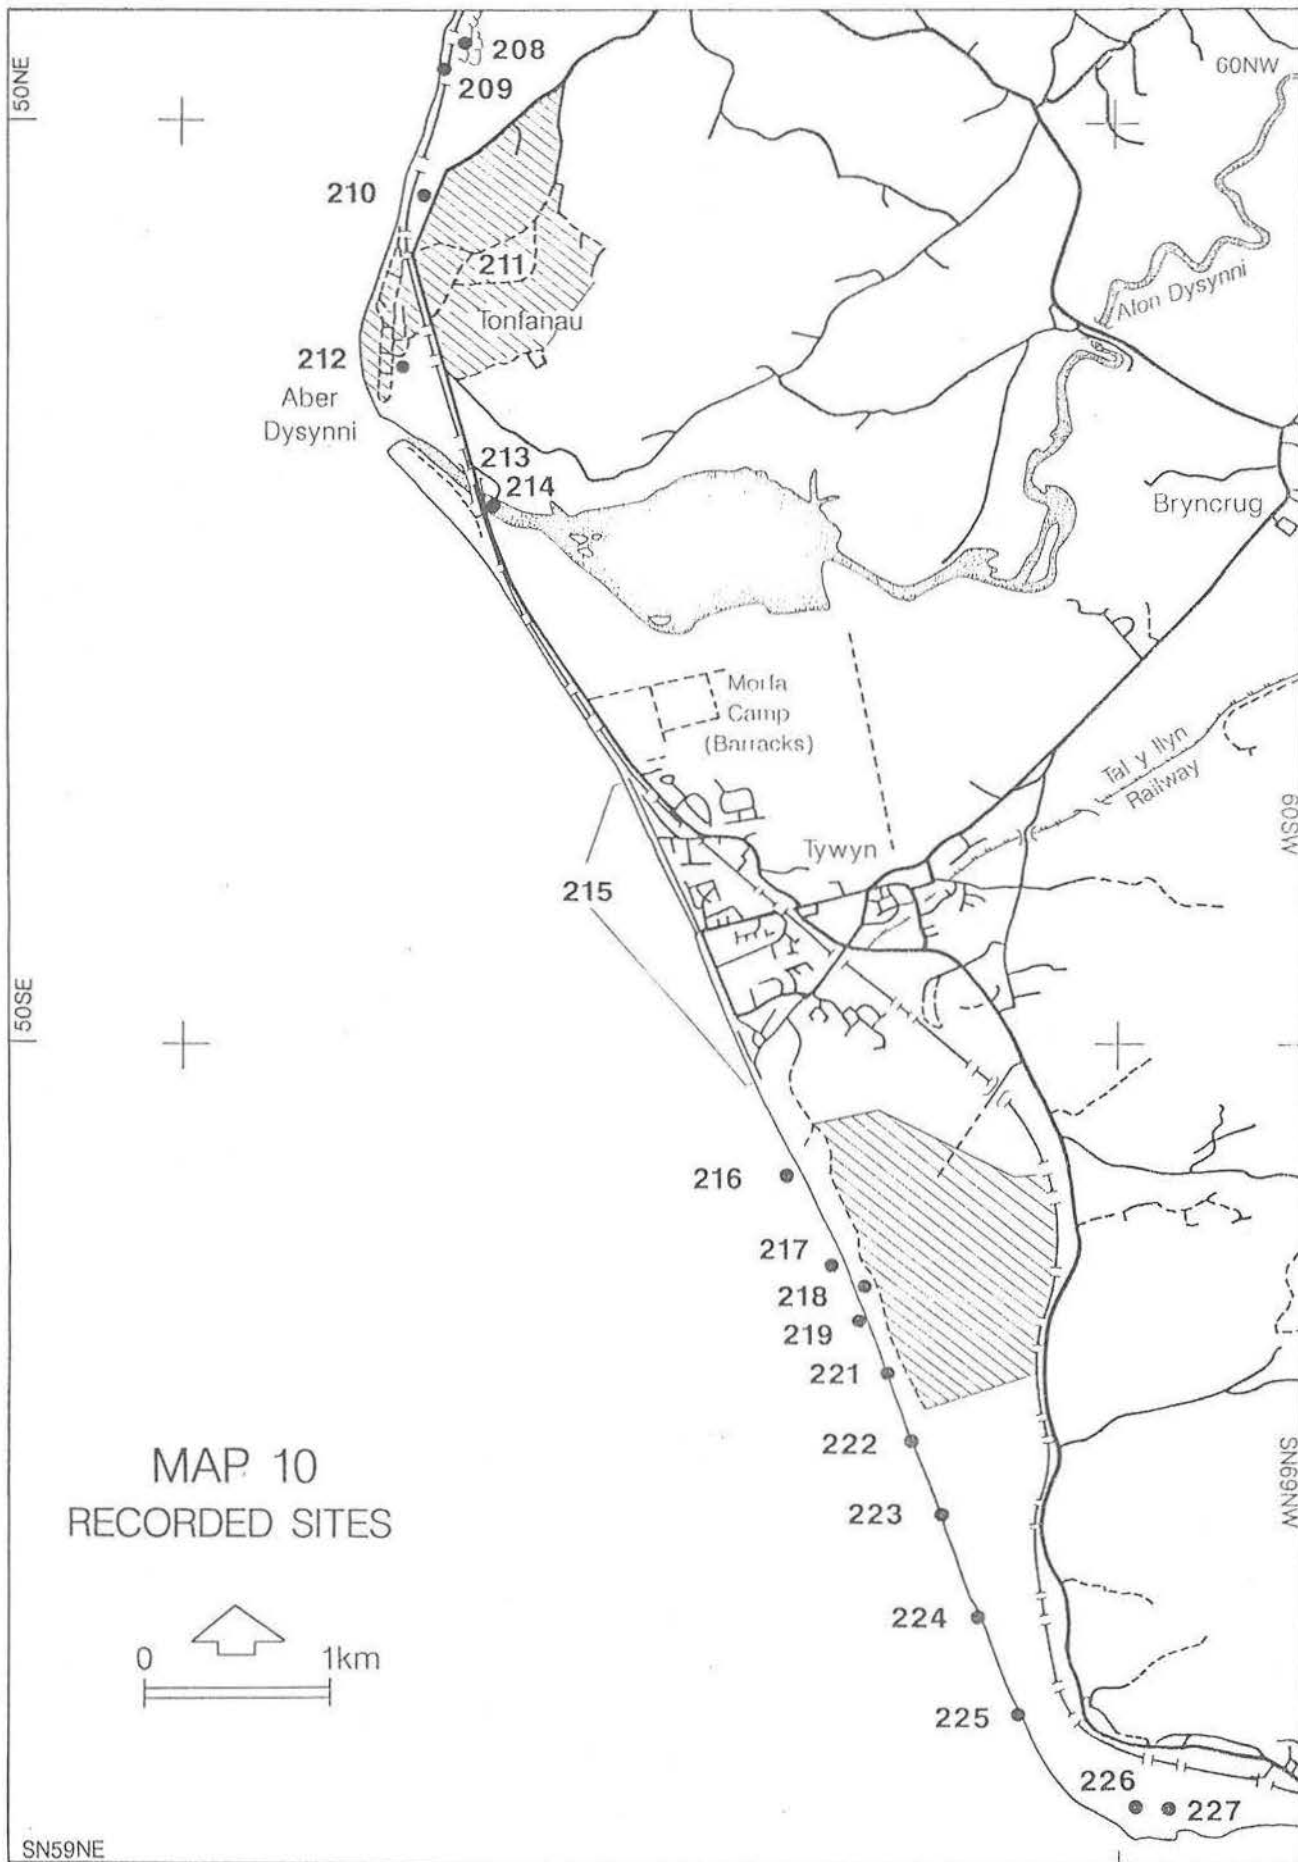 208
50NE
60NW
209
210
211
Afon Dysynni
Tonfanau
212
Aber
Dysynni
213
214
Bryncrug
Morfa
Camp
(Barracks)
Tal y llyn
Railway
60SW
Tywyn
215
50SE
216
217
218
219
221
222
MAP 10
RECORDED SITES
SN69NW
223
224
0 1km
225
226
227
SN59NE